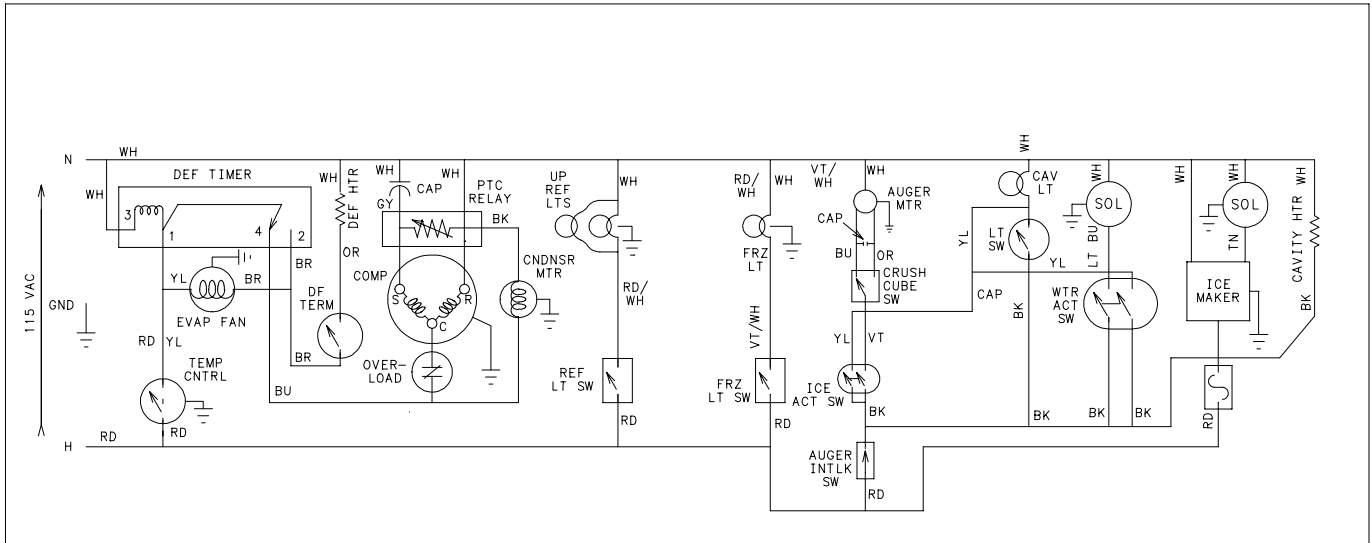 N
WH
DEF TIMER
WH
3
1
4
2
YL
BR
BR
EVAP FAN
RD YL
TEMP
CNTRL
BR
BU
RD
RD
H
115 VAC
GND
WH
DEF HTR
OR
DF
TERM
WH
CAP
GY
WH
PTC
RELAY
BK
COMP
S
R
C
OVER-
LOAD
CNDNSR
MTR
UP
REF
LTS
WH
RD/
WH
REF
LT SW
RD
RD/
WH
WH
FRZ
LT
VT/WH
FRZ
LT SW
RD
VT/
WH
WH
AUGER
MTR
CAP
BU
OR
CRUSH
CUBE
SW
YL
VT
ICE
ACT SW
BK
AUGER
INTLK
SW
RD
WH
CAV
LT
YL
LT
SW
YL
CAP
BK
BK
WH
SOL
LT BU
WTR
ACT
SW
BK
BK
WH
WH
SOL
TN
ICE
MAKER
RD
CAVITY HTR
WH
BK